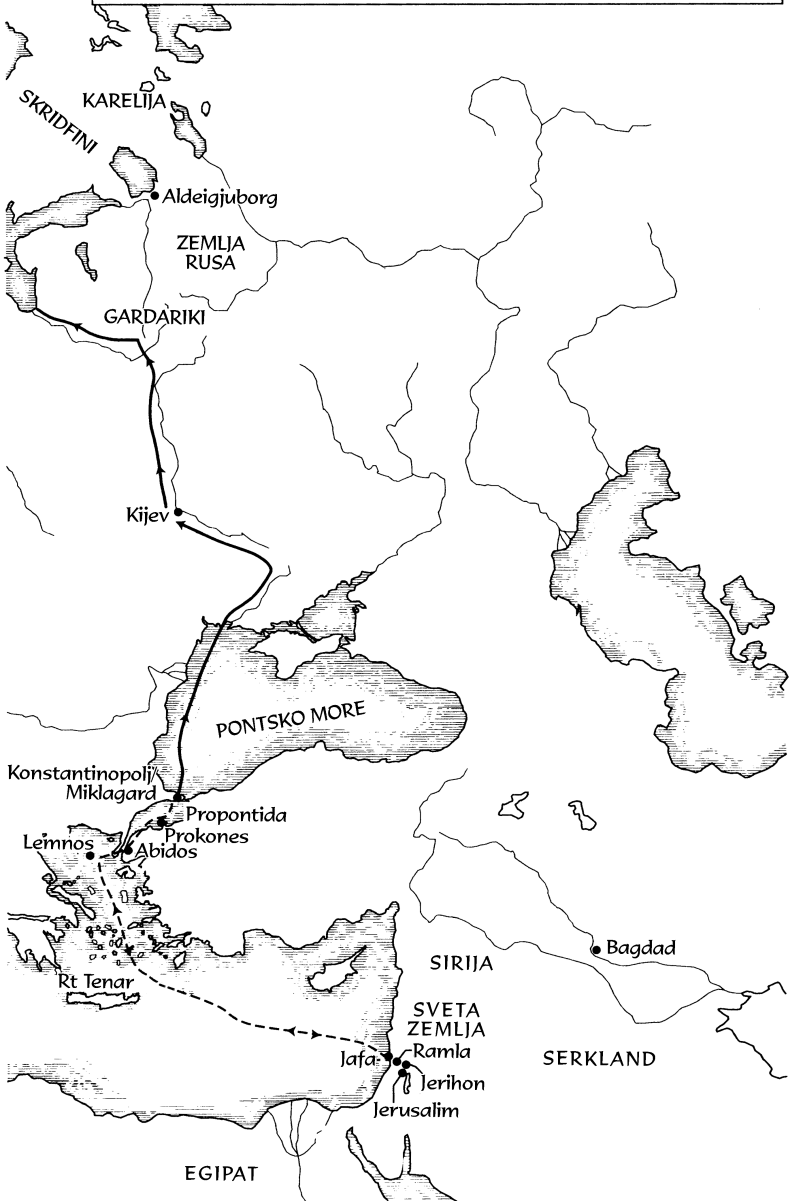 KARELIJA
SKRIDFINI
Aldeigjuborg
ZEMLJA
RUSA
GARDARIKI
Kijev
PONTSKO MORE
Konstantinopolj/
Miklagard
Propontida
Prokones
Lemnos
Abidos
Bagdad
SIRIJA
Rt Tenar
SVETA
ZEMLJA
Jafa
Ramla
SERKLAND
Jerihon
Jerusalim
EGIPAT